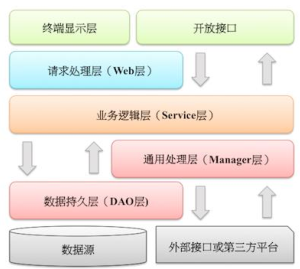 终端显示层
开放接口
请求处理层（Web层）
业务逻辑层（Service层）
通用处理层（Manager层）
数据持久层（DAO层)
数据源
外部接口或第三方平台